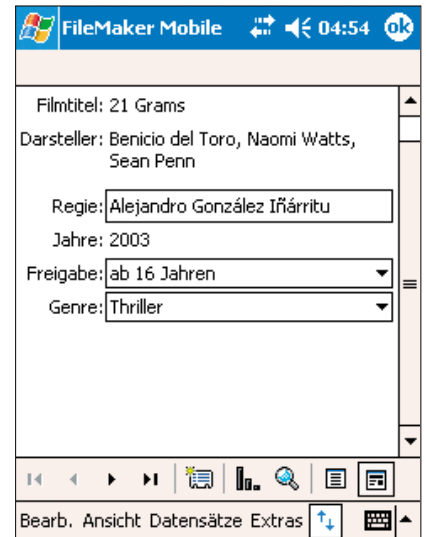 FileMaker Mobile 04:54 ok
Filmtitel: 21 Grams
Darsteller: Benicio del Toro, Naomi Watts,
Sean Penn
Regie: Alejandro González Iñárritu
Jahre: 2003
Freigabe: ab 16 Jahren
Genre: Thriller
Bearb. Ansicht Datensätze Extras